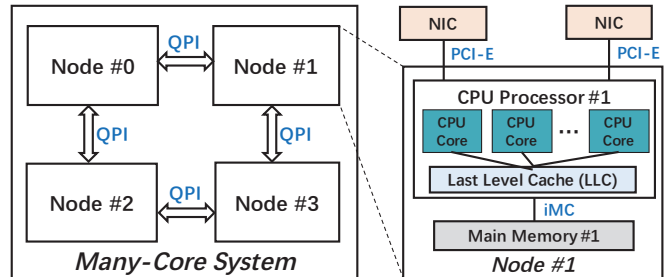 QPI
Node #0
Node #1
QPI
QPI
QPI
Node #2
Node #3
Many-Core System
NIC
NIC
PCI-E
PCI-E
CPU Processor #1
CPU
Core
CPU
Core
...
CPU
Core
Last Level Cache (LLC)
iMC
Main Memory #1
Node #1